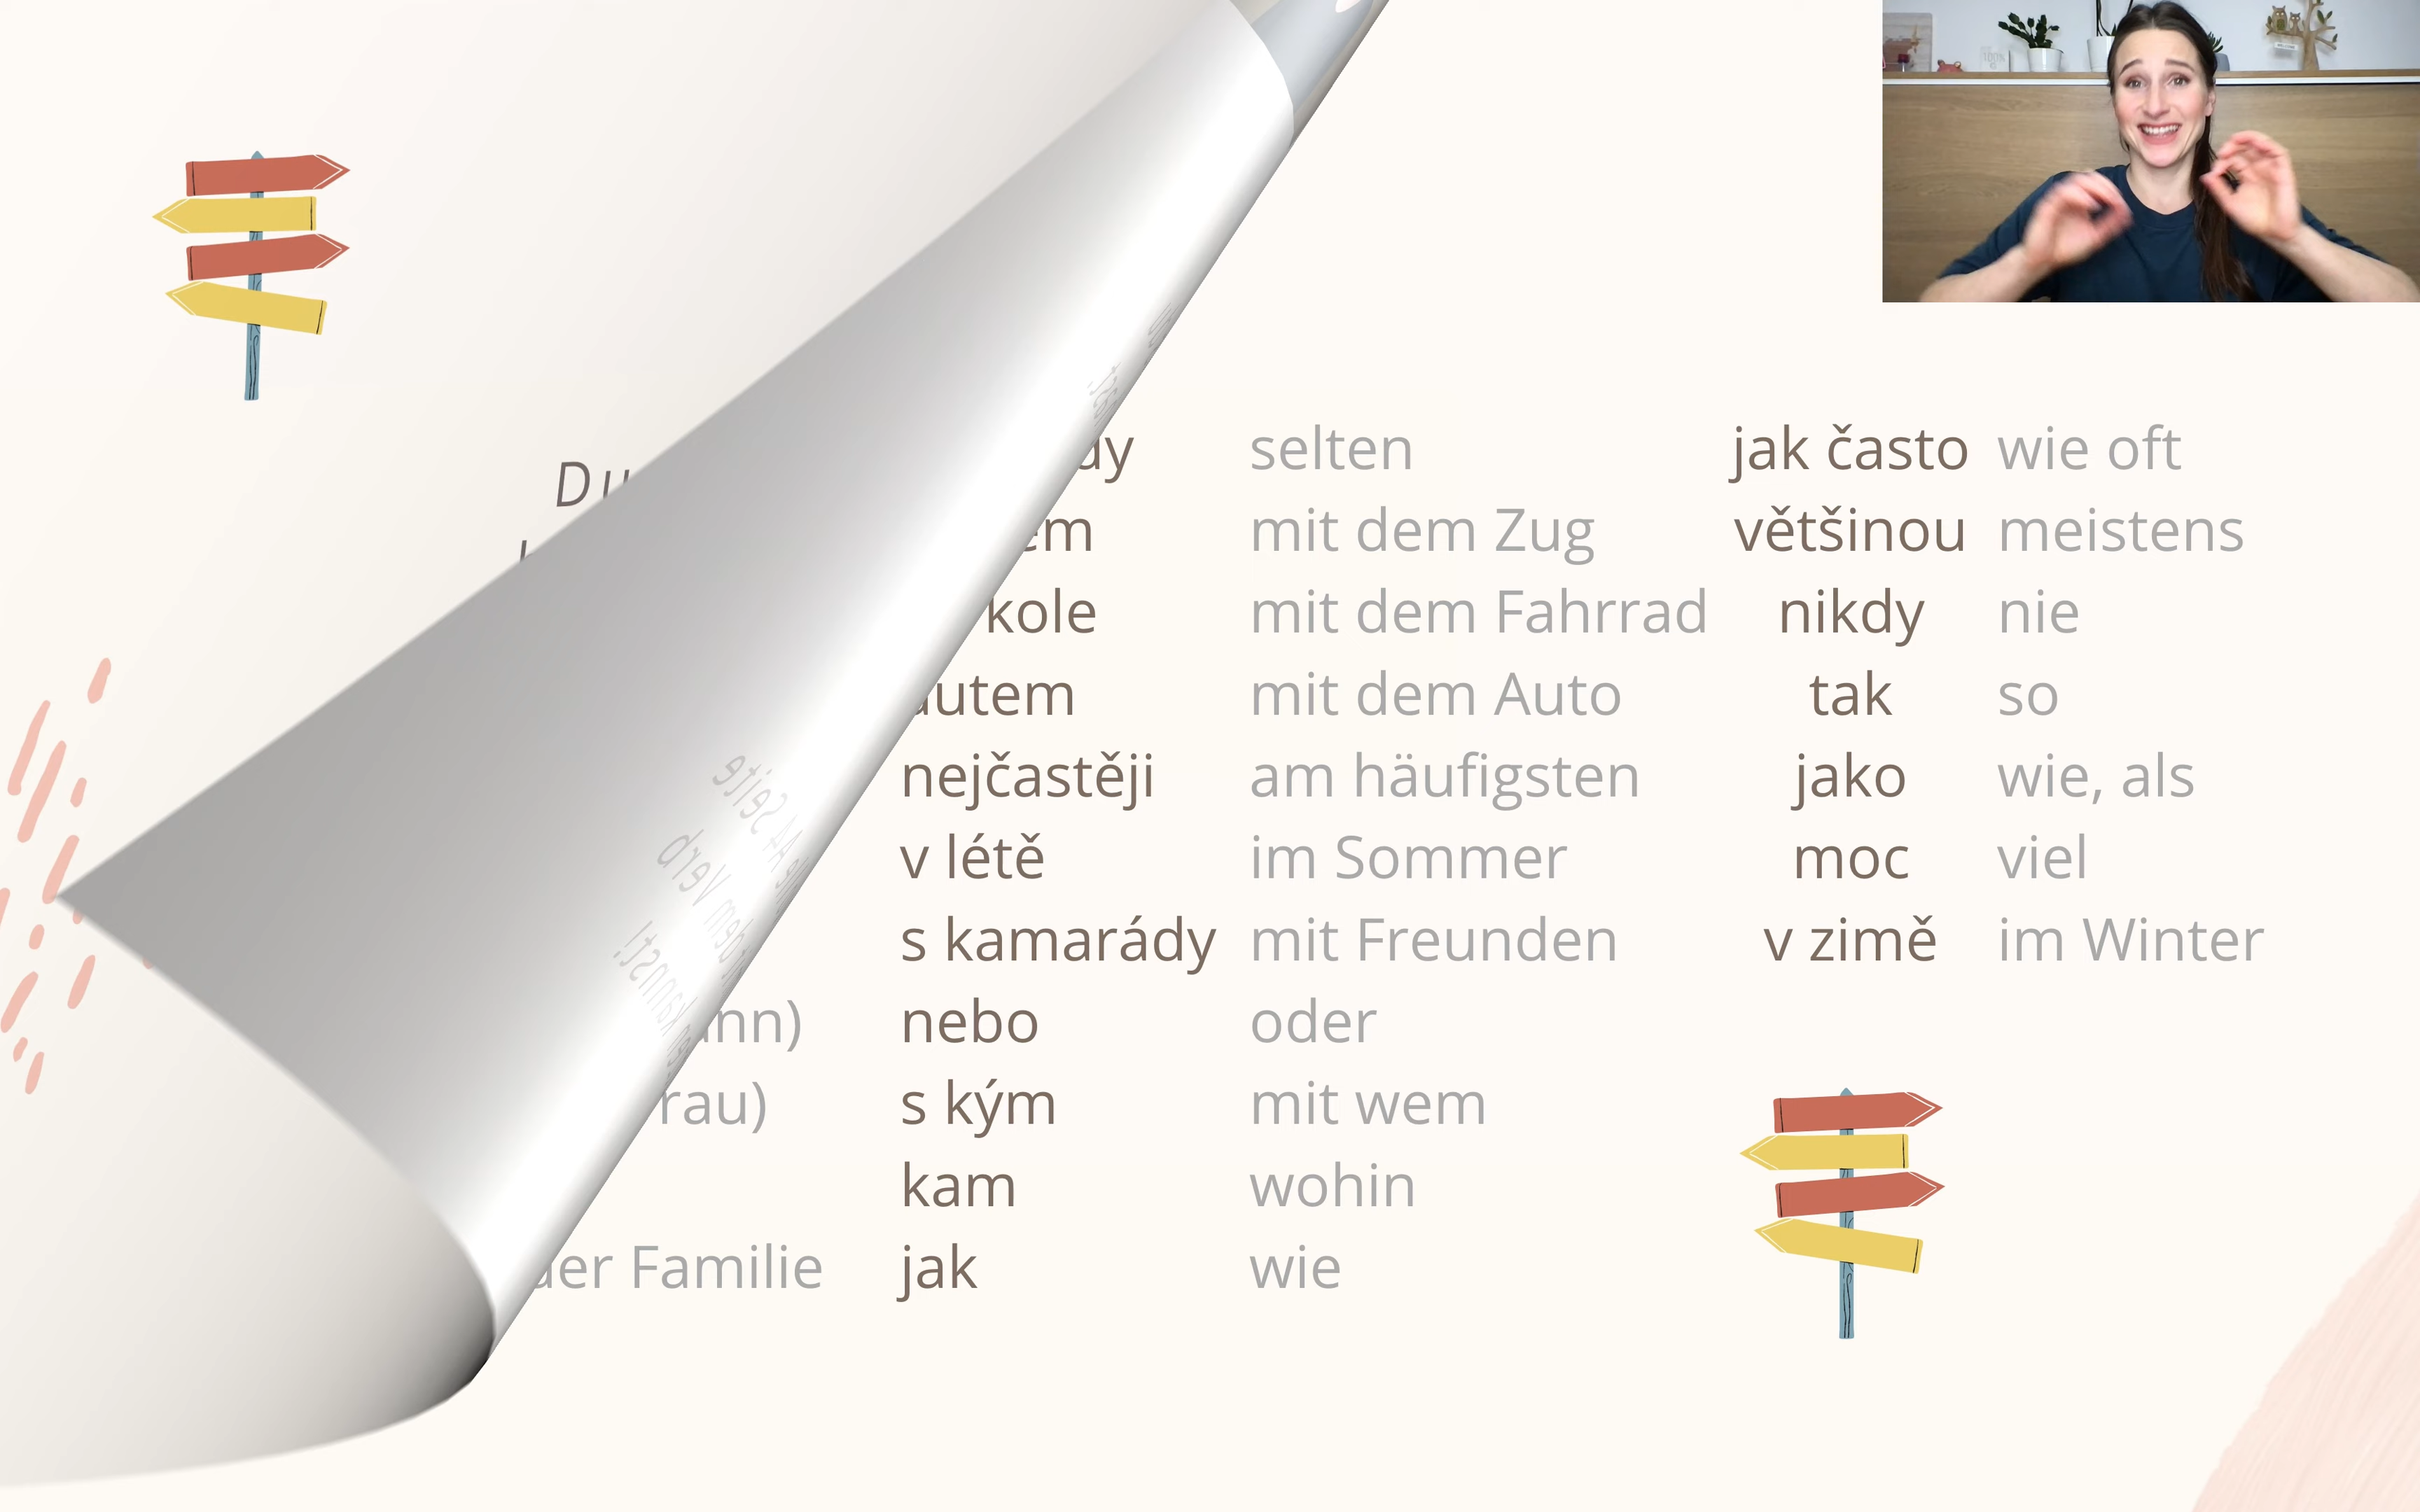 selten jak často wie oft
mit dem Zug většinou meistens
kole mit dem Fahrrad nikdy nie
mit dem Auto tak so
nejčastěji am häufigsten jako wie, als
v létě im Sommer moc viel
s kamarády mit Freunden v zimě im Winter
nebo oder
s kým mit wem
kam wohin
Familie jak wie